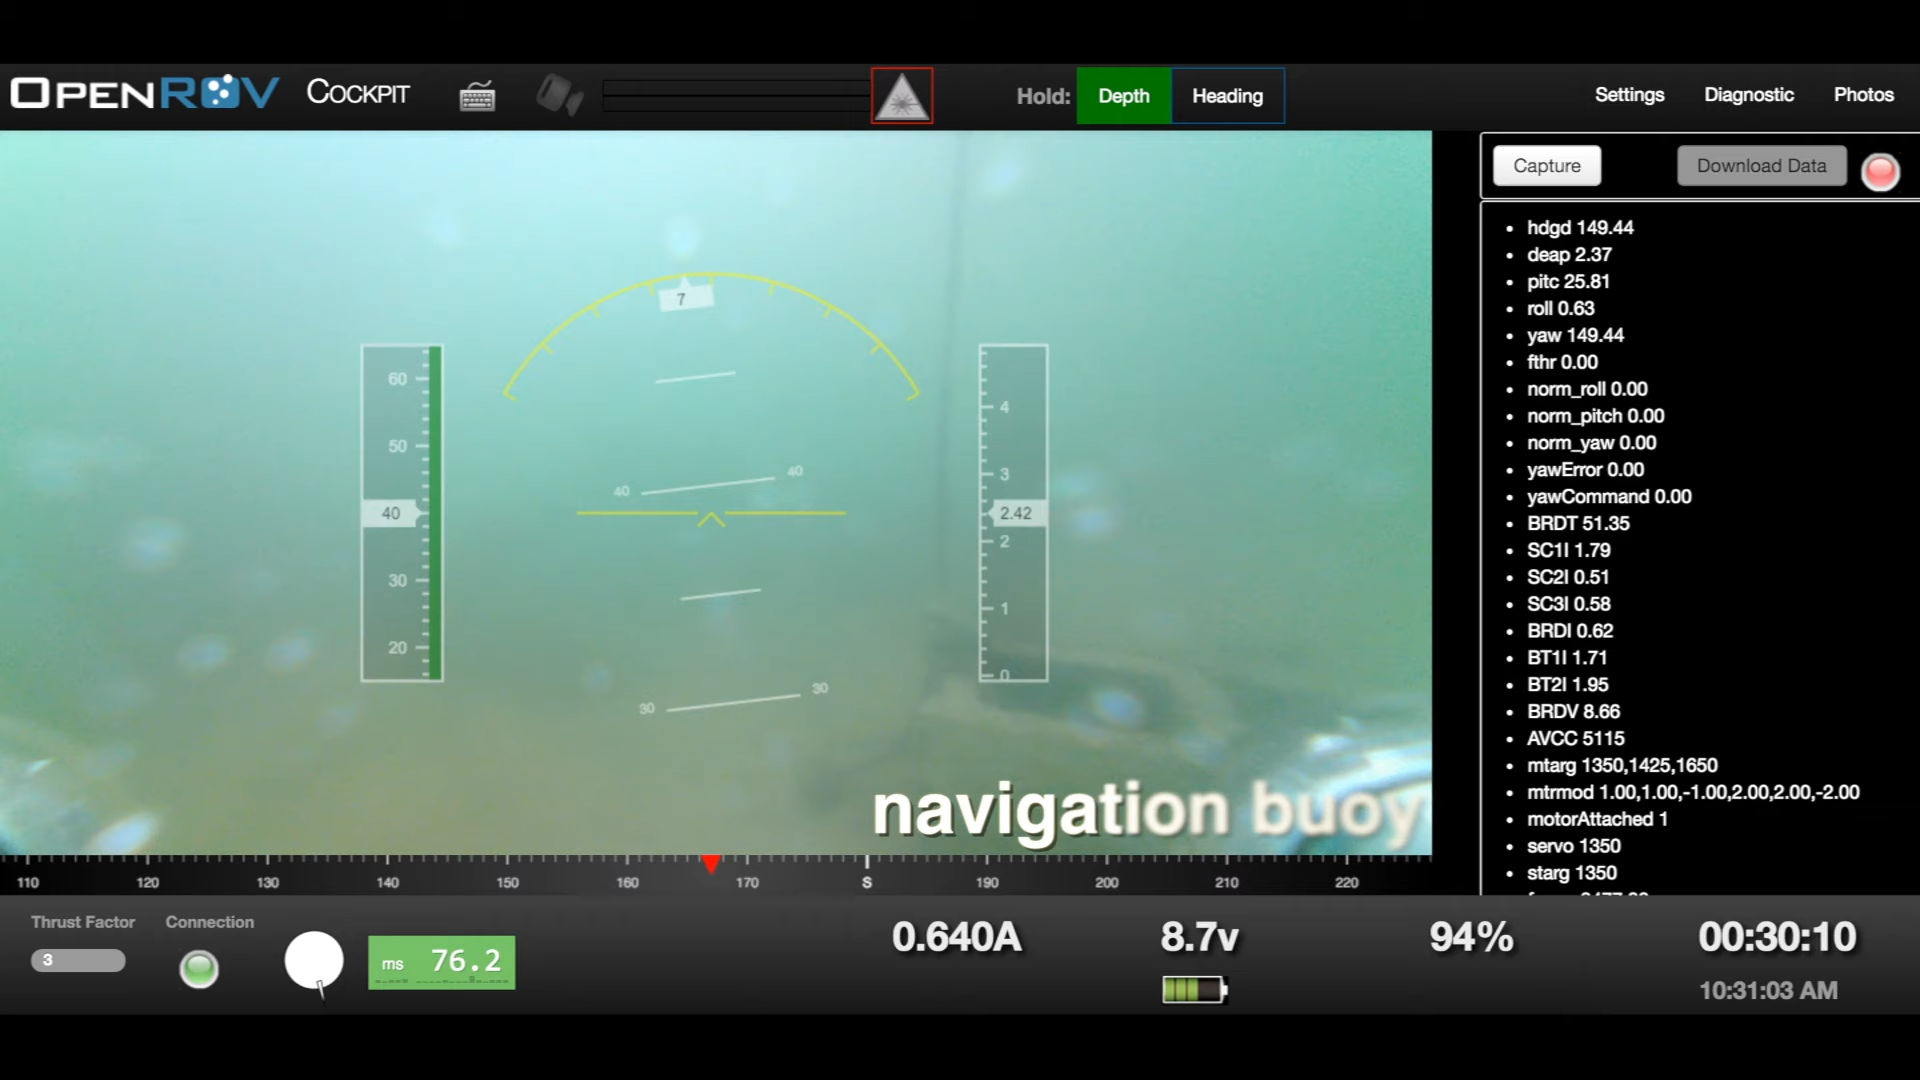 OPENROV COCKPIT Hold: Depth Heading Settings Diagnostic Photos
Capture Download Data
hdgd 149.44
deap 2.37
pitc 25.81
roll 0.63
yaw 149.44
fthr 0.00
norm_roll 0.00
norm_pitch 0.00
norm_yaw 0.00
yawError 0.00
yawCommand 0.00
BRDT 51.35
SC1I 1.79
SC2I 0.51
SC3I 0.58
BRDI 0.62
BT1I 1.71
BT2I 1.95
BRDV 8.66
AVCC 5115
mtarg 1350,1425,1650
mtrmod 1.00,1.00,-1.00,2.00,2.00,-2.00
motorAttached 1
servo 1350
starg 1350
7
60
50
40
30
20
40 40
30 30
4
3
2.42
2
1
0
navigation buoy
110 120 130 140 150 160 170 S 190 200 210 220
Thrust Factor Connection
3
ms 76.2
0.640A 8.7v 94% 00:30:10
10:31:03 AM